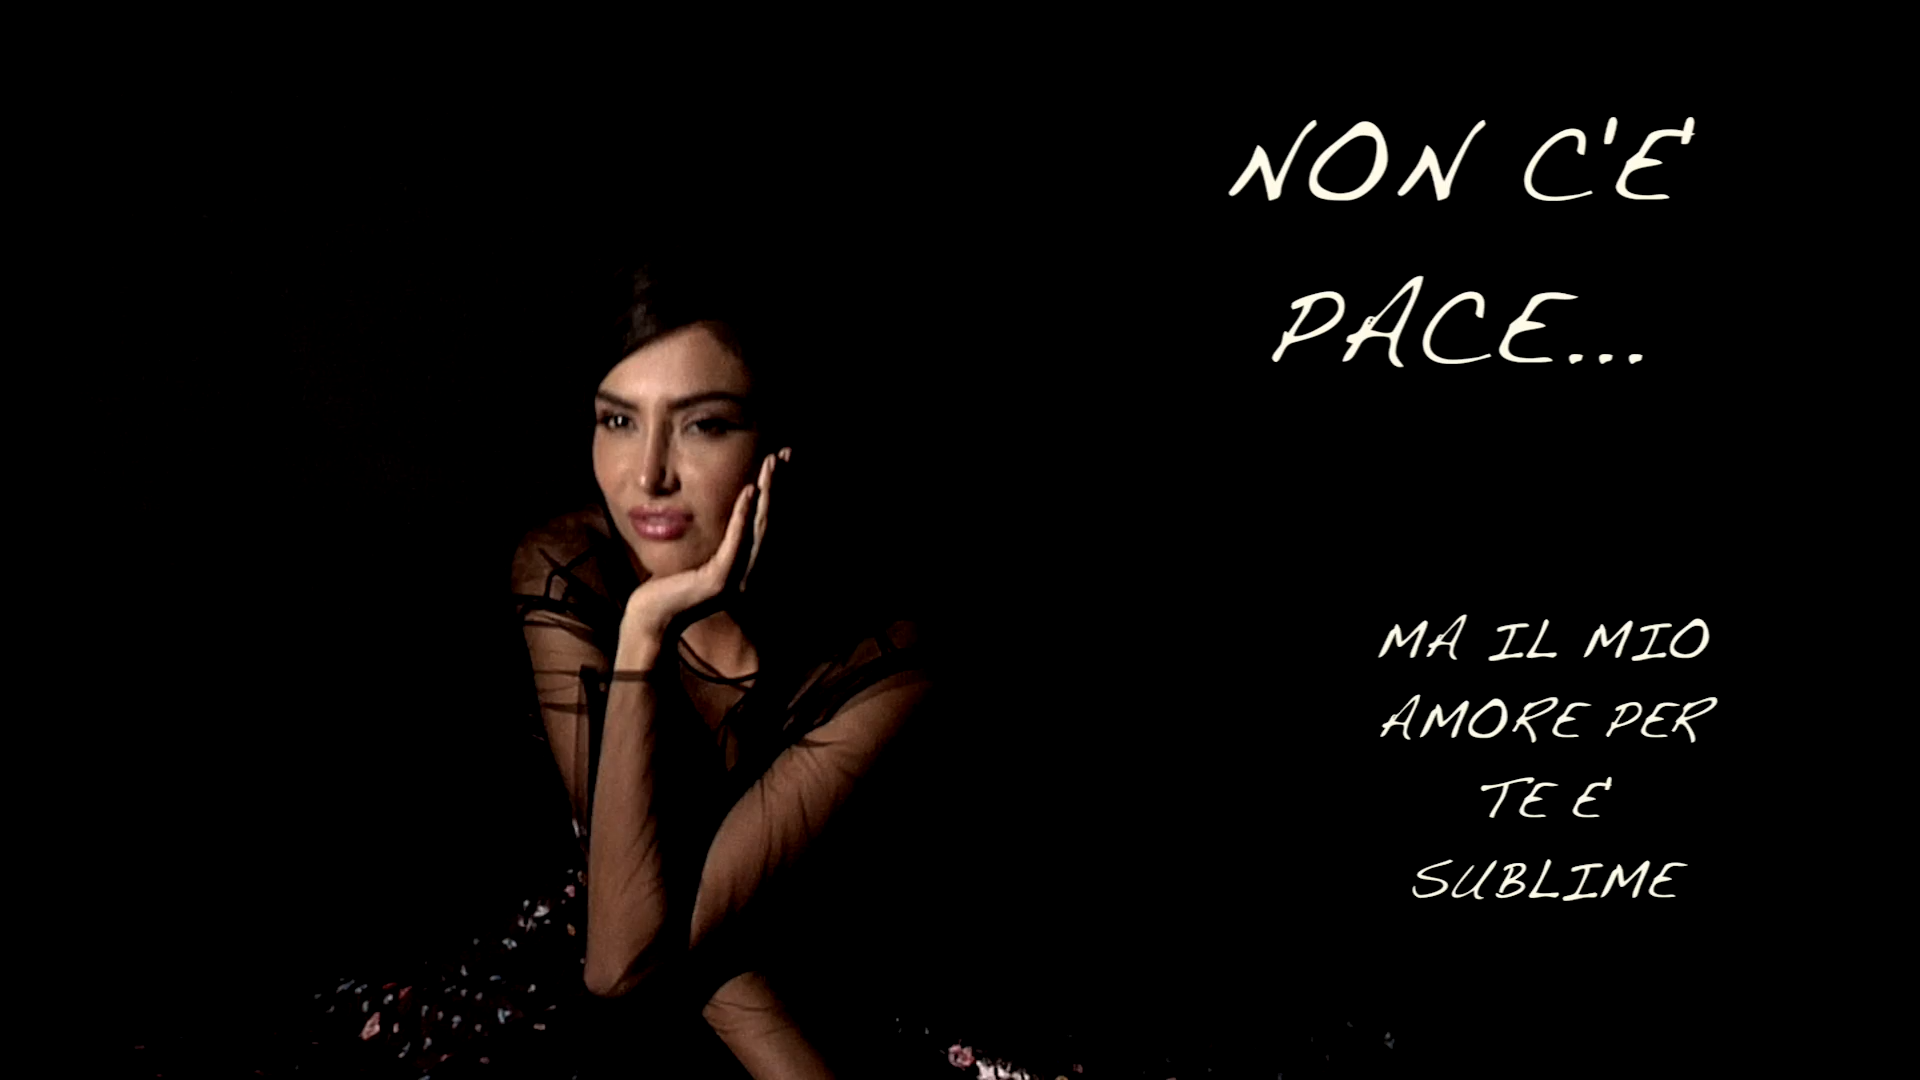 NON C'E'
PACE...
MA IL MIO
AMORE PER
TE E'
SUBLIME